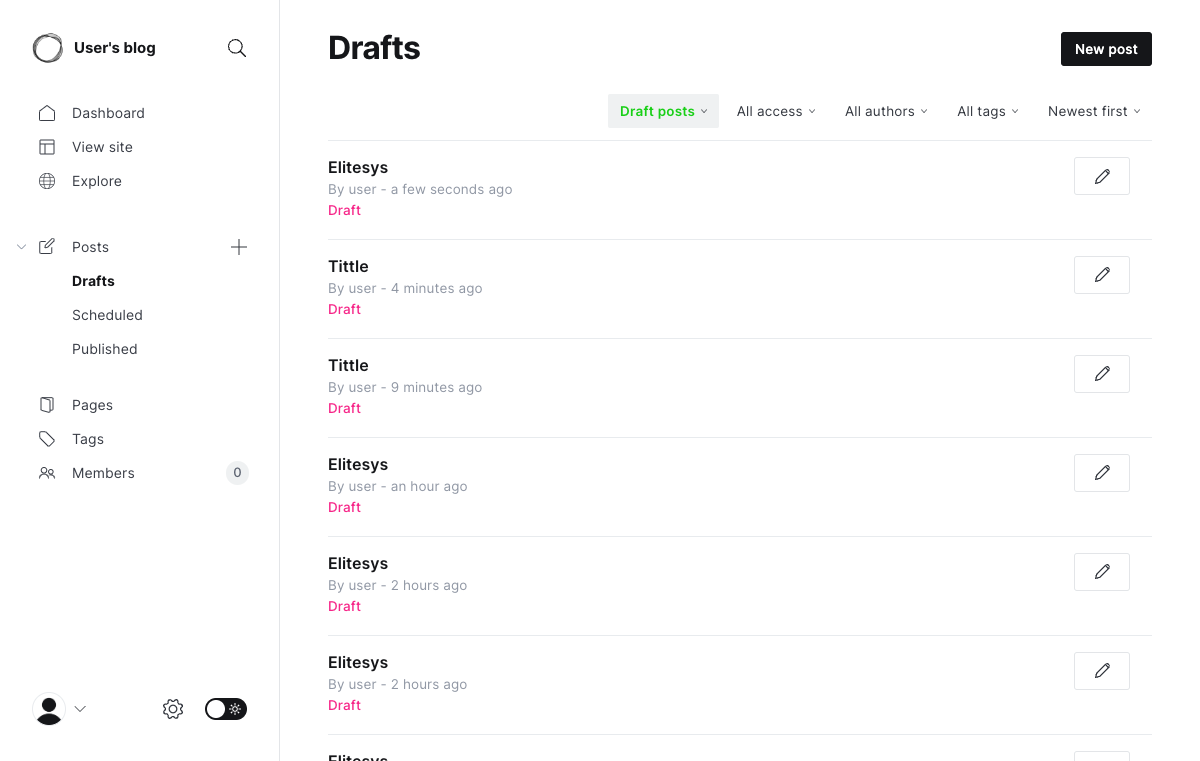 User's blog
Dashboard
View site
Explore
Posts
Drafts
Scheduled
Published
Pages
Tags
Members 0
Drafts
New post
Draft posts All access All authors All tags Newest first
Elitesys
By user - a few seconds ago
Draft
Tittle
By user - 4 minutes ago
Draft
Tittle
By user - 9 minutes ago
Draft
Elitesys
By user - an hour ago
Draft
Elitesys
By user - 2 hours ago
Draft
Elitesys
By user - 2 hours ago
Draft
Elitesys